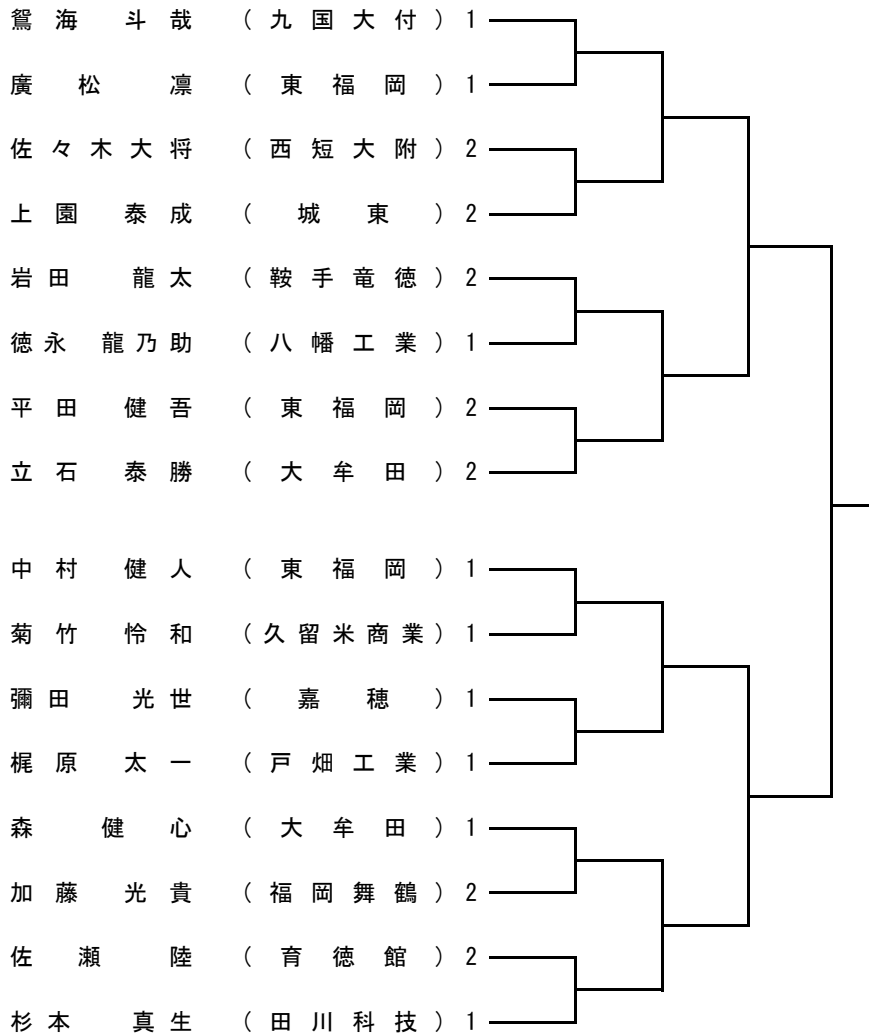 鴛海 斗哉 (九国大付) 1
廣松 凛 (東福岡) 1
佐々木大将 (西短大附) 2
上園 泰成 (城東) 2
岩田 龍太 (鞍手竜徳) 2
徳永 龍乃助 (八幡工業) 1
平田 健吾 (東福岡) 2
立石 泰勝 (大牟田) 2
中村 健人 (東福岡) 1
菊竹 怜和 (久留米商業) 1
彌田 光世 (嘉穂) 1
梶原 太一 (戸畑工業) 1
森 健心 (大牟田) 1
加藤 光貴 (福岡舞鶴) 2
佐瀬 陸 (育徳館) 2
杉本 真生 (田川科技) 1